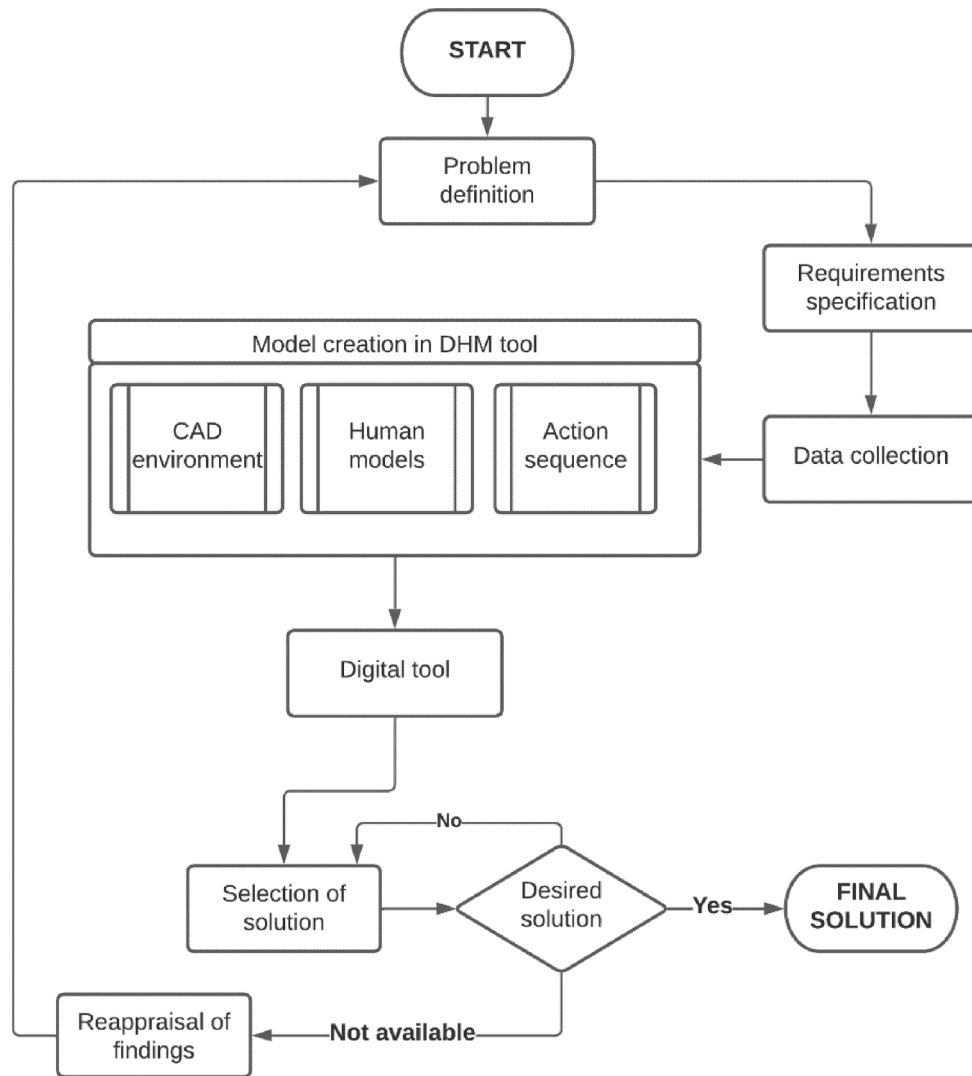 START
Problem
definition
Requirements
specification
Model creation in DHM tool
CAD
environment
Human
models
Action
sequence
Data collection
Digital tool
No
Selection of
solution
Desired
solution
Yes
FINAL
SOLUTION
Reappraisal of
findings
Not available